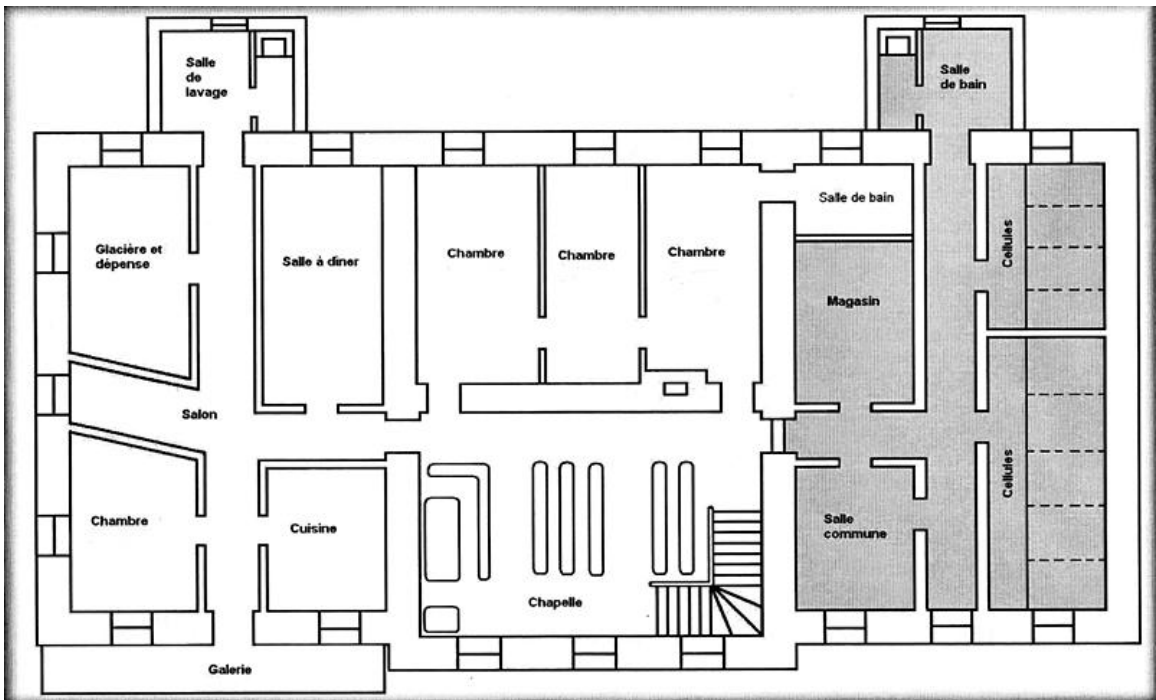 Salle
de
lavage
Salle
de bain
Glacière et
dépense
Salle à dîner
Chambre
Chambre
Chambre
Salle de bain
Magasin
Cellules
Salon
Chambre
Cuisine
Chapelle
Salle
commune
Cellules
Galerie